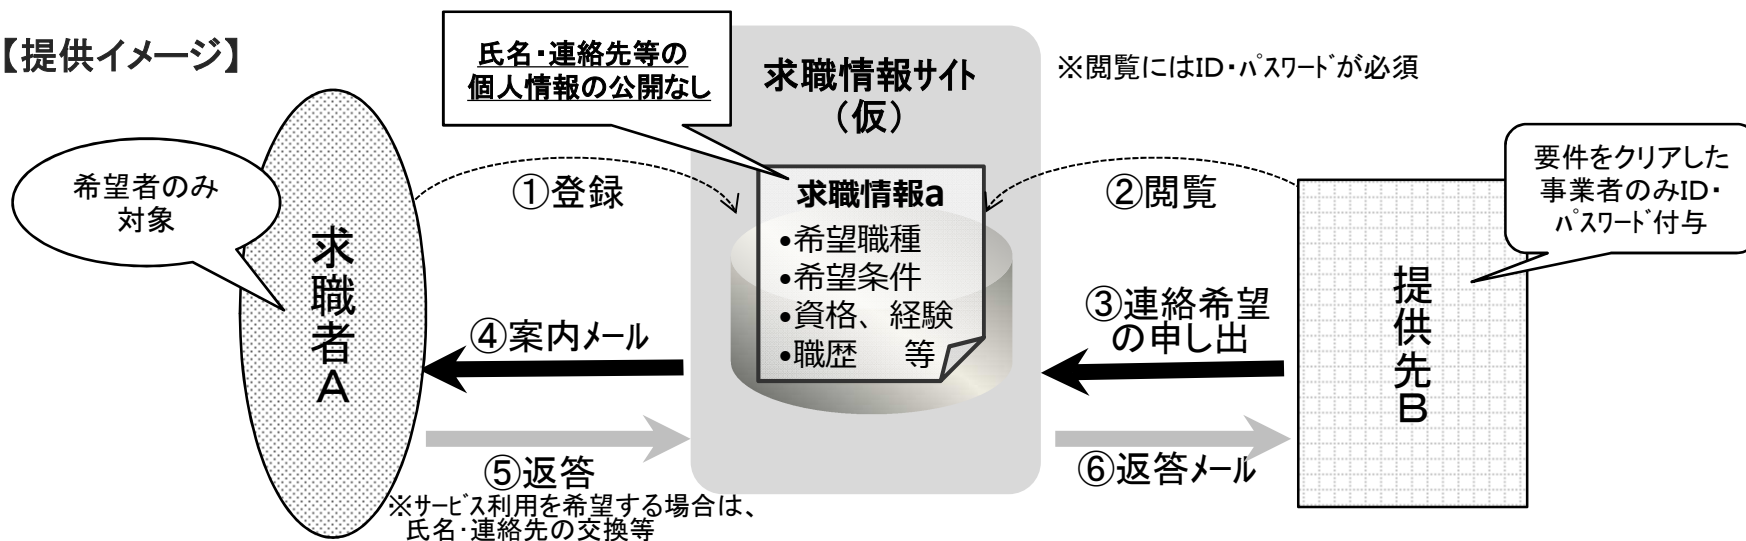 【提供イメージ】
氏名・連絡先等の
個人情報の公開なし
求職情報サイト
（仮）
※閲覧にはID・ﾊﾟｽﾜｰﾄﾞが必須
希望者のみ
対象
求職者A
①登録
求職情報a
•希望職種
•希望条件
•資格、経験
•職歴　等
②閲覧
要件をクリアした
事業者のみID・
ﾊﾟｽﾜｰﾄﾞ付与
提供先B
③連絡希望
の申し出
④案内ﾒｰﾙ
⑤返答
※ｻｰﾋﾞｽ利用を希望する場合は、
氏名・連絡先の交換等
⑥返答ﾒｰﾙ